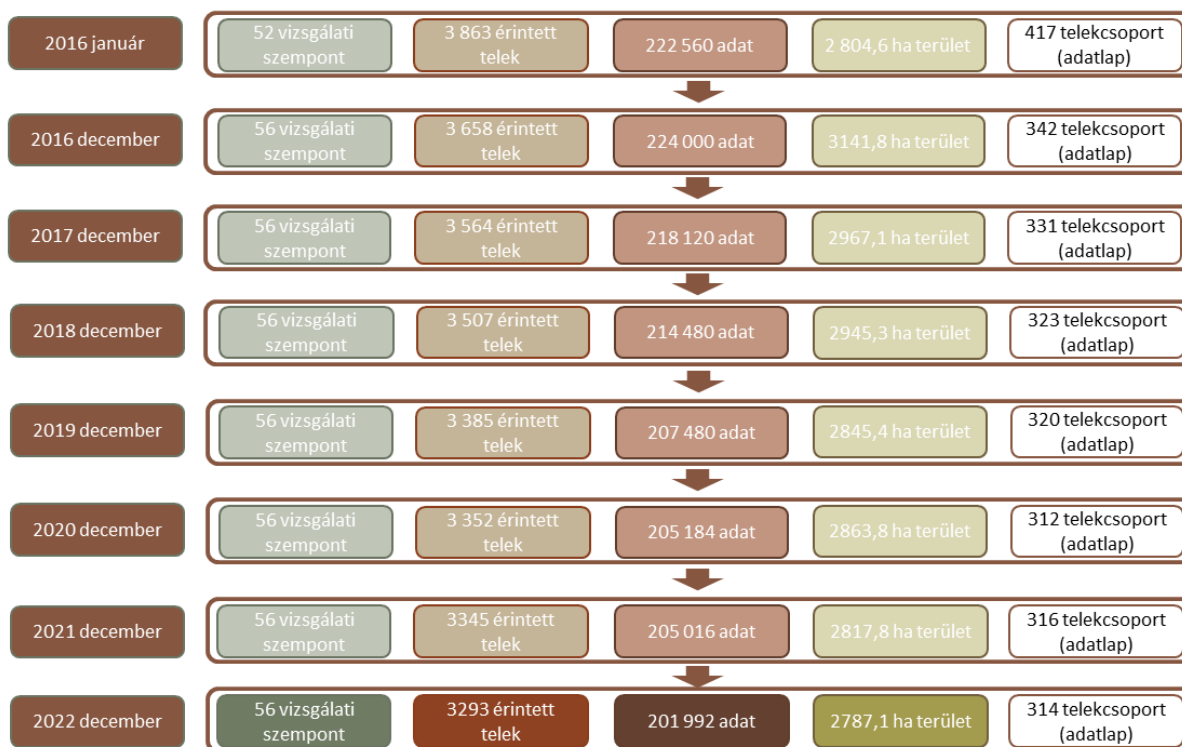 2016 január
52 vizsgálati
szempont
3 863 érintett
telek
222 560 adat
2 804,6 ha terület
417 telekcsoport
(adatlap)
2016 december
56 vizsgálati
szempont
3 658 érintett
telek
224 000 adat
3141,8 ha terület
342 telekcsoport
(adatlap)
2017 december
56 vizsgálati
szempont
3 564 érintett
telek
218 120 adat
2967,1 ha terület
331 telekcsoport
(adatlap)
2018 december
56 vizsgálati
szempont
3 507 érintett
telek
214 480 adat
2945,3 ha terület
323 telekcsoport
(adatlap)
2019 december
56 vizsgálati
szempont
3 385 érintett
telek
207 480 adat
2845,4 ha terület
320 telekcsoport
(adatlap)
2020 december
56 vizsgálati
szempont
3 352 érintett
telek
205 184 adat
2863,8 ha terület
312 telekcsoport
(adatlap)
2021 december
56 vizsgálati
szempont
3345 érintett
telek
205 016 adat
2817,8 ha terület
316 telekcsoport
(adatlap)
2022 december
56 vizsgálati
szempont
3293 érintett
telek
201 992 adat
2787,1 ha terület
314 telekcsoport
(adatlap)